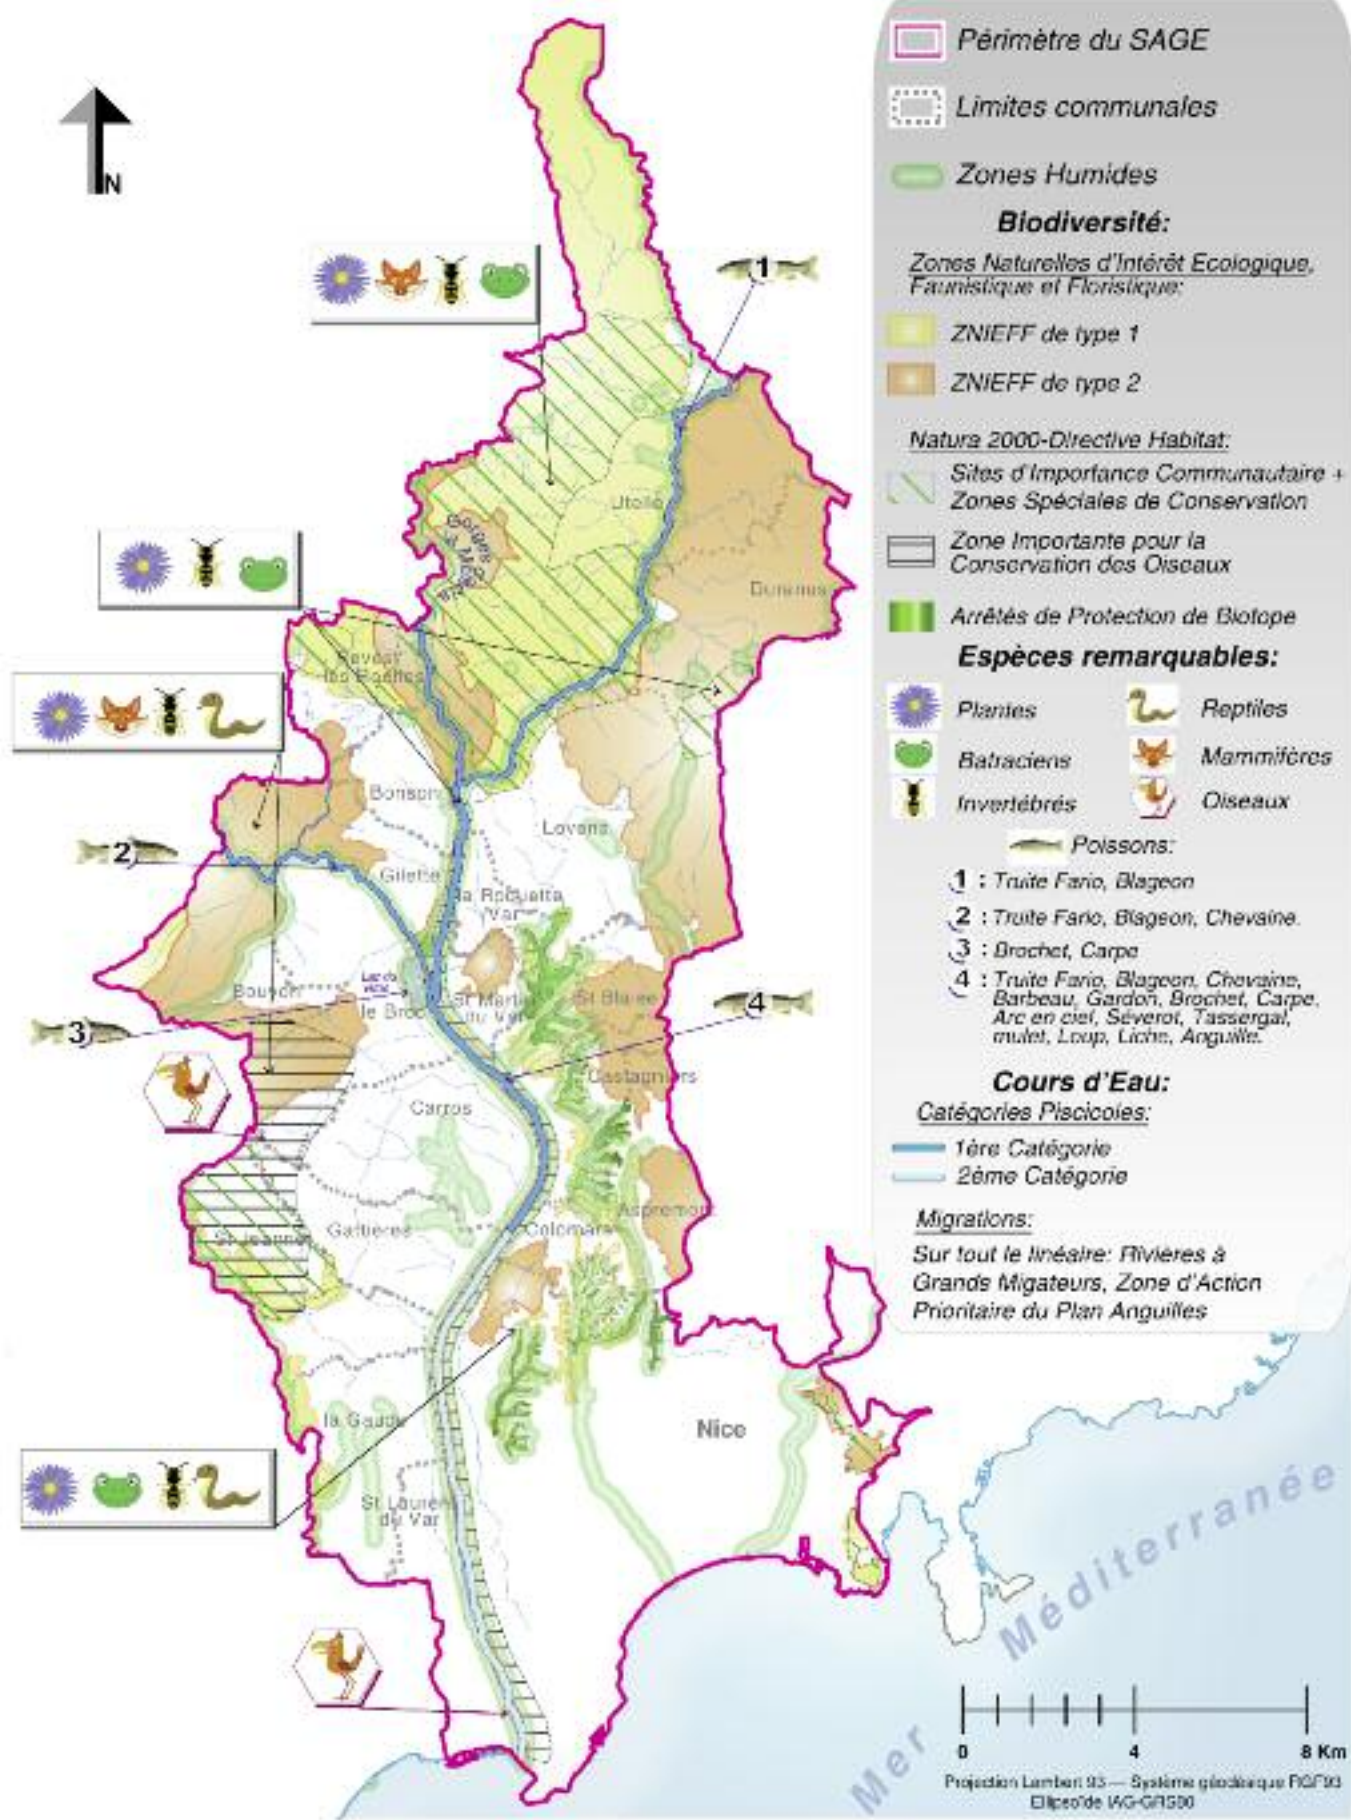 N
Périmètre du SAGE
Limites communales
Zones Humides
Biodiversité:
Zones Naturelles d'Intérêt Ecologique,
Faunistique et Floristique:
ZNIEFF de type 1
ZNIEFF de type 2
Natura 2000-Directive Habitat:
Sites d'Importance Communautaire +
Zones Spéciales de Conservation
Zone Importante pour la
Conservation des Oiseaux
Arrêtés de Protection de Biotope
Espèces remarquables:
Plantes
Reptiles
Batraciens
Mammifères
Invertébrés
Oiseaux
Poissons:
1 : Truite Fario, Blageon
2 : Truite Fario, Blageon, Chevaine.
3 : Brochet, Carpe
4 : Truite Fario, Blageon, Chevaine,
Barbeau, Gardon, Brochet, Carpe,
Arc en ciel, Séverot, Tassergal,
mulet, Loup, Liche, Anguille.
Cours d'Eau:
Catégories Piscicoles:
1ère Catégorie
2ème Catégorie
Migrations:
Sur tout le linéaire: Rivières à
Grands Migateurs, Zone d'Action
Prioritaire du Plan Anguilles
1
Utelle
Gorges
Duranus
Revest
les Roches
Bonson
Levens
2
Gilette
la Roquette
Var
Bouyon
le Broc
St Martin
du Var
St Blaise
4
3
Castagniers
Carros
Aspremont
Gattières
Colomars
St Jeannet
la Gaude
Nice
St Laurent
du Var
Mer Méditerranée
0 4 8 Km
Projection Lambert 93 — Système géodésique RGF93
Ellipsoïde IAG-GRS80